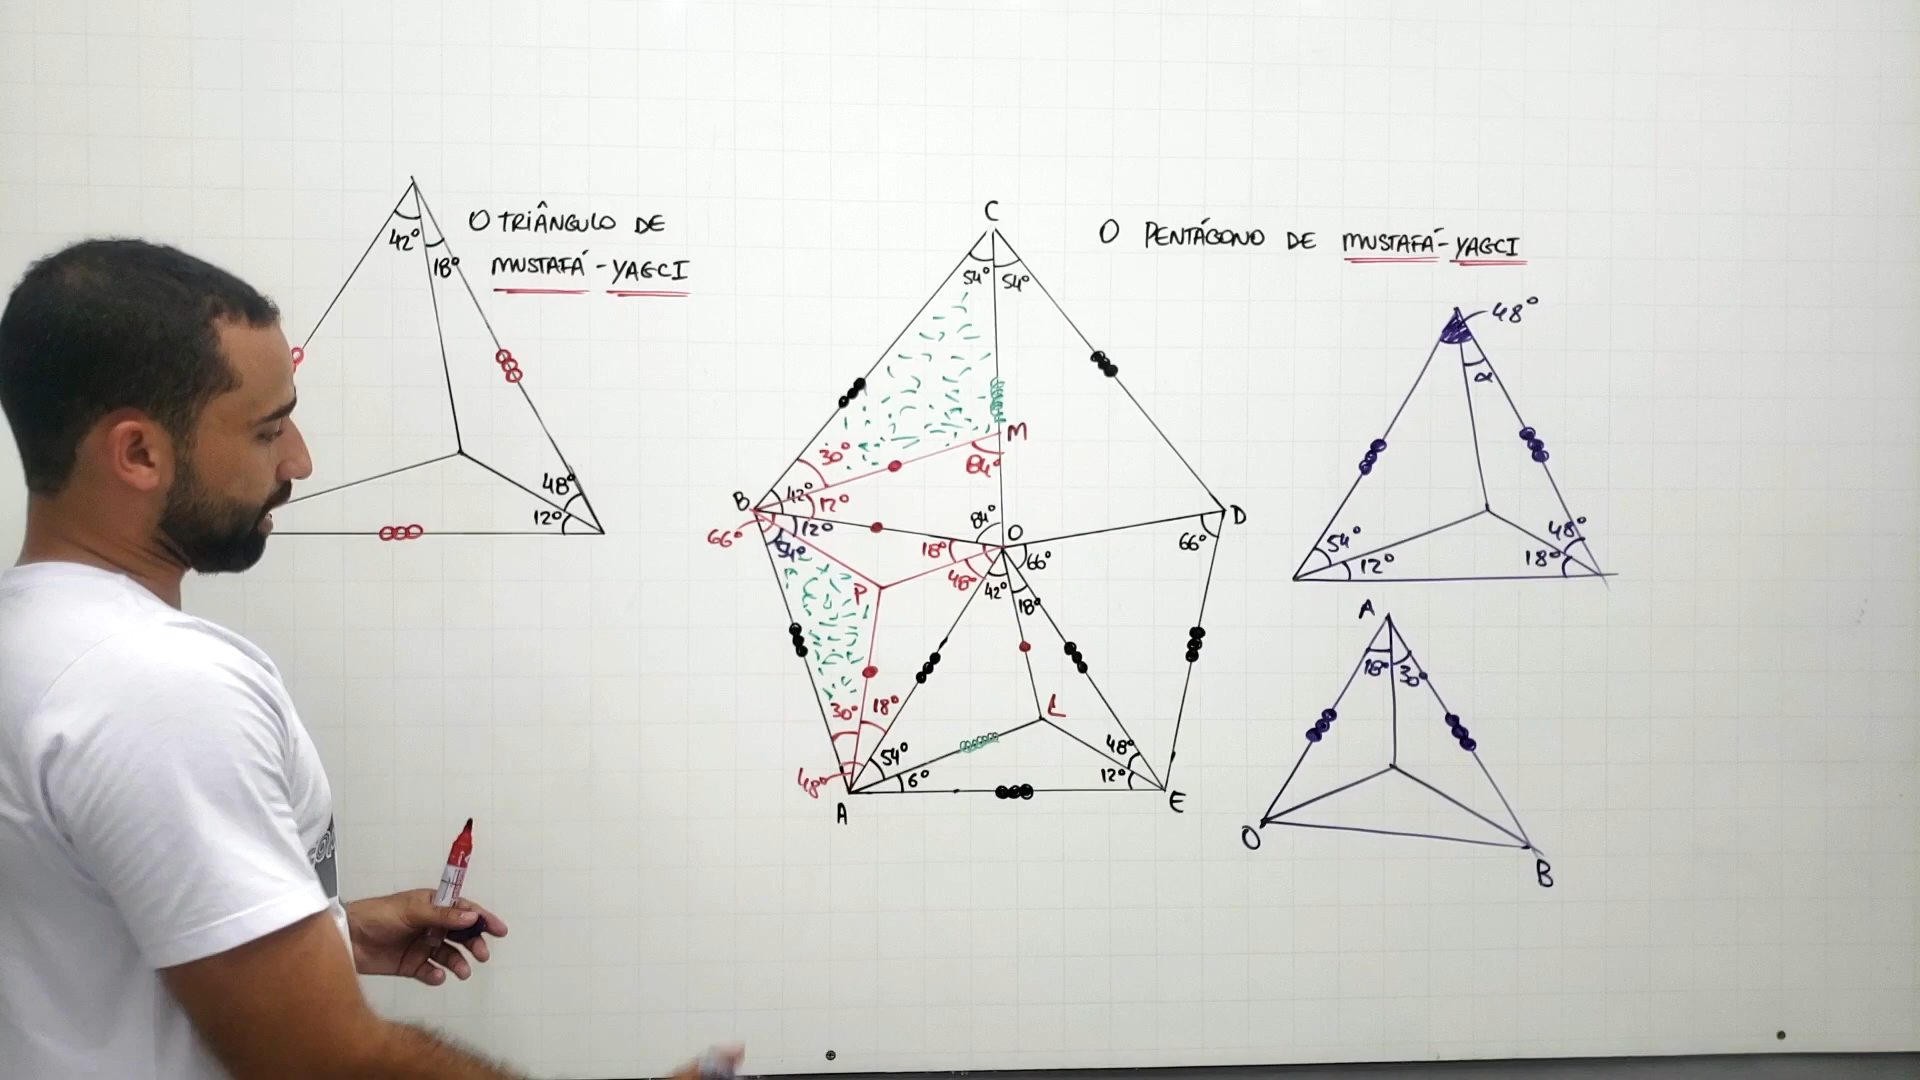 O TRIÂNGULO DE
MUSTAFÁ-YAGCI
42°
18°
48°
12°
O PENTÁGONO DE MUSTAFÁ-YAGCI
C
54°
54°
M
30°
84°
B
42°
12°
12°
84°
O
D
66°
54°
18°
48°
66°
66°
P
42°
18°
L
30°
18°
48°
54°
6°
48°
12°
A
E
48°
α
54°
12°
48°
18°
A
18°
30°
O
B